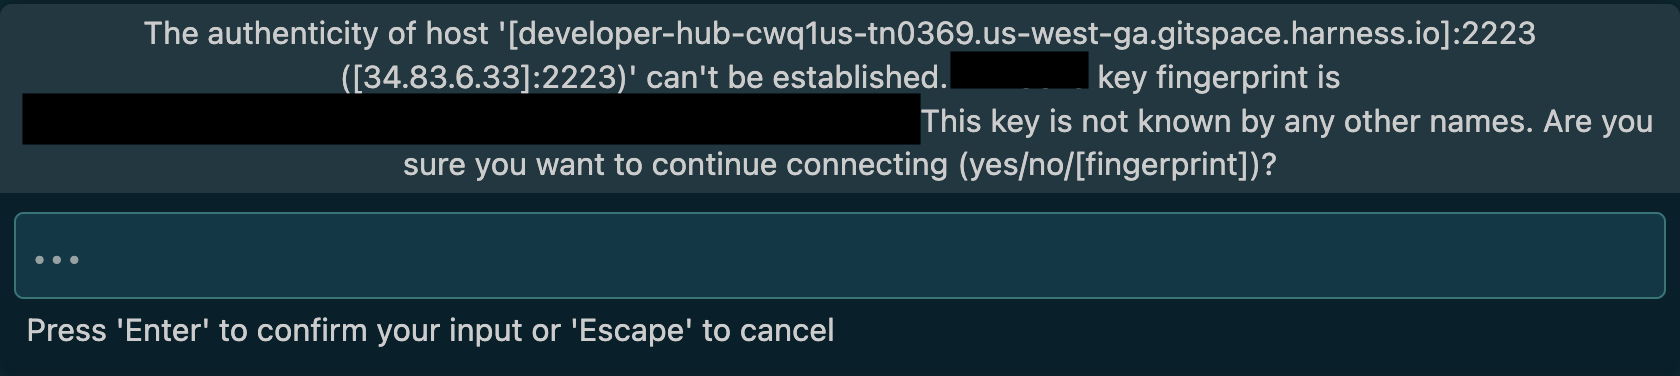 The authenticity of host '[developer-hub-cwq1us-tn0369.us-west-ga.gitspace.harness.io]:2223
([34.83.6.33]:2223)' can't be established. key fingerprint is
This key is not known by any other names. Are you
sure you want to continue connecting (yes/no/[fingerprint])?
•••
Press 'Enter' to confirm your input or 'Escape' to cancel